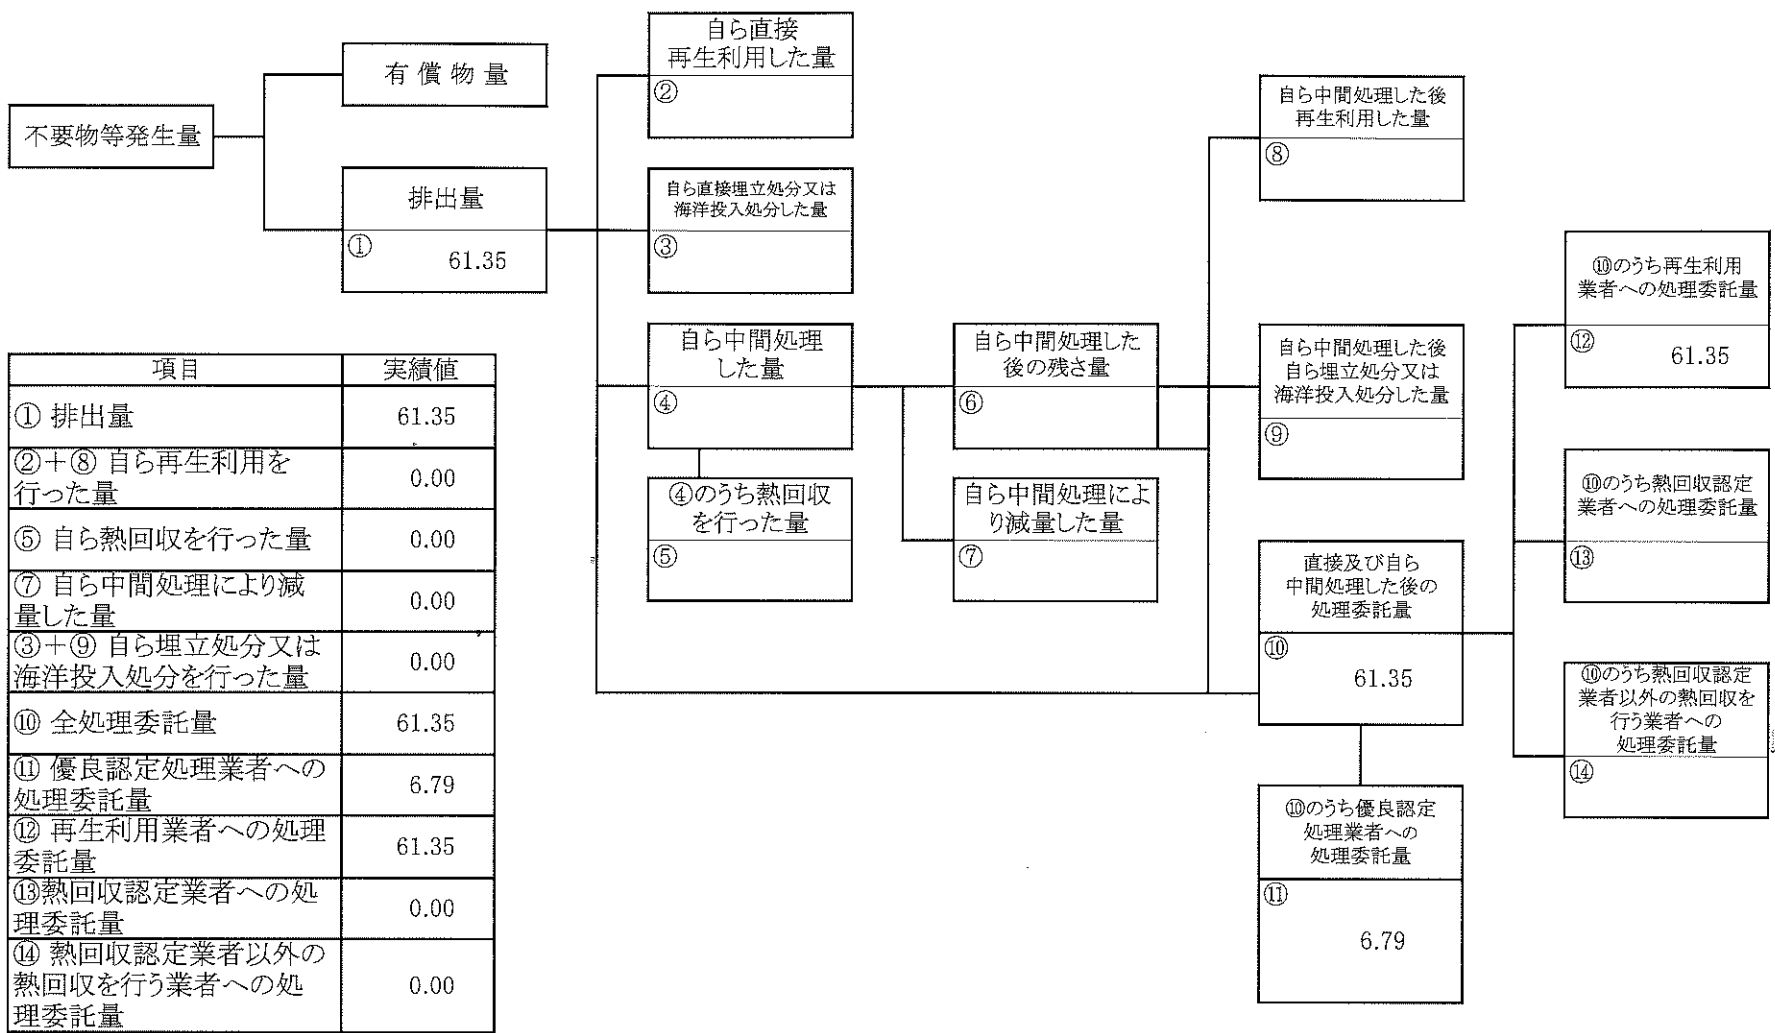 不要物等発生量
有償物量
排出量
①
61.35
自ら直接
再生利用した量
②
自ら直接埋立処分又は
海洋投入処分した量
③
自ら中間処理
した量
④
④のうち熱回収
を行った量
⑤
自ら中間処理した
後の残さ量
⑥
自ら中間処理によ
り減量した量
⑦
自ら中間処理した後
再生利用した量
⑧
自ら中間処理した後
自ら埋立処分又は
海洋投入処分した量
⑨
直接及び自ら
中間処理した後の
処理委託量
⑩
61.35
⑩のうち優良認定
処理業者への
処理委託量
⑪
6.79
⑩のうち再生利用
業者への処理委託量
⑫
61.35
⑩のうち熱回収認定
業者への処理委託量
⑬
⑩のうち熱回収認定
業者以外の熱回収を
行う業者への
処理委託量
⑭
項目 実績値
① 排出量 61.35
②+⑧ 自ら再生利用を
行った量 0.00
⑤ 自ら熱回収を行った量 0.00
⑦ 自ら中間処理により減
量した量 0.00
③+⑨ 自ら埋立処分又は
海洋投入処分を行った量 0.00
⑩ 全処理委託量 61.35
⑪ 優良認定処理業者への
処理委託量 6.79
⑫ 再生利用業者への処理
委託量 61.35
⑬熱回収認定業者への処
理委託量 0.00
⑭ 熱回収認定業者以外の
熱回収を行う業者への処
理委託量 0.00